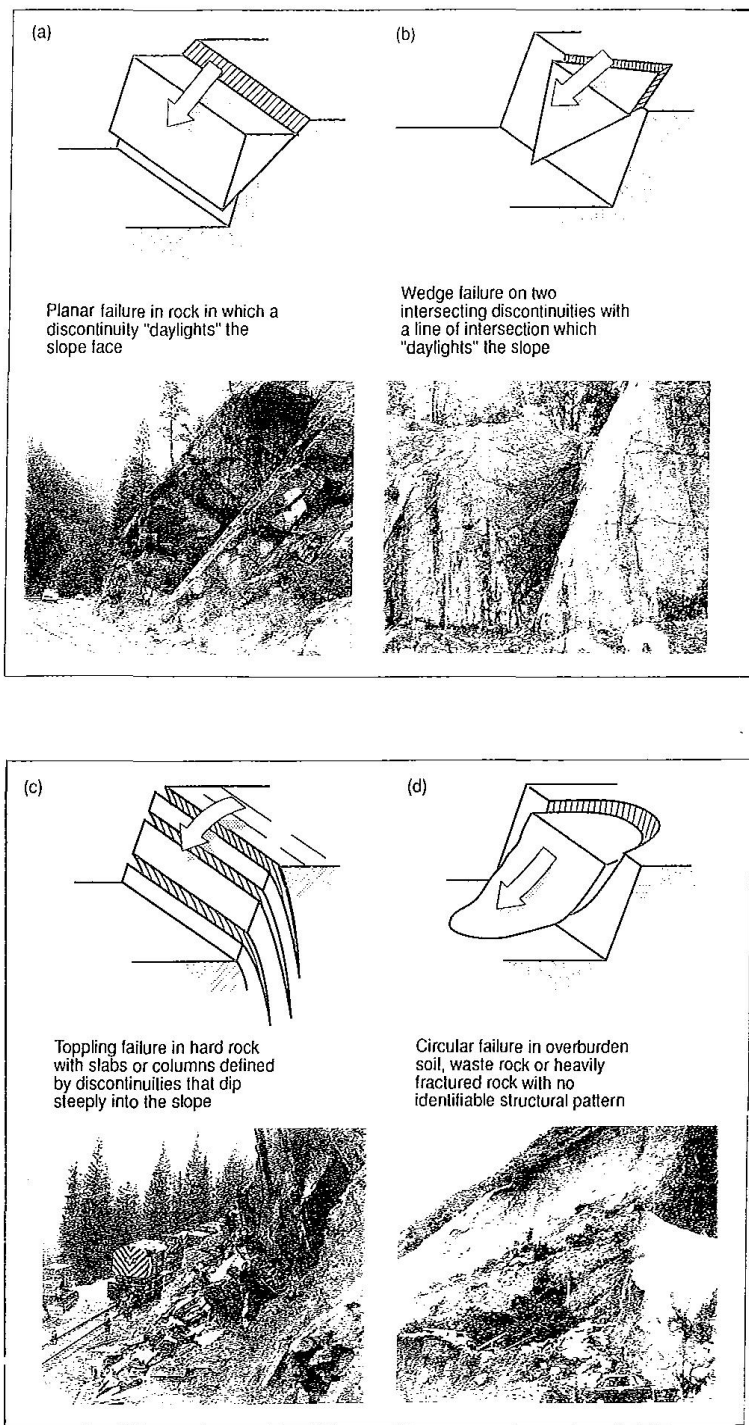 (a)
(b)
Planar failure in rock in which a
discontinuity "daylights" the
slope face
Wedge failure on two
intersecting discontinuities with
a line of intersection which
"daylights" the slope
(c)
(d)
Toppling failure in hard rock
with slabs or columns defined
by discontinuities that dip
steeply into the slope
Circular failure in overburden
soil, waste rock or heavily
fractured rock with no
identifiable structural pattern